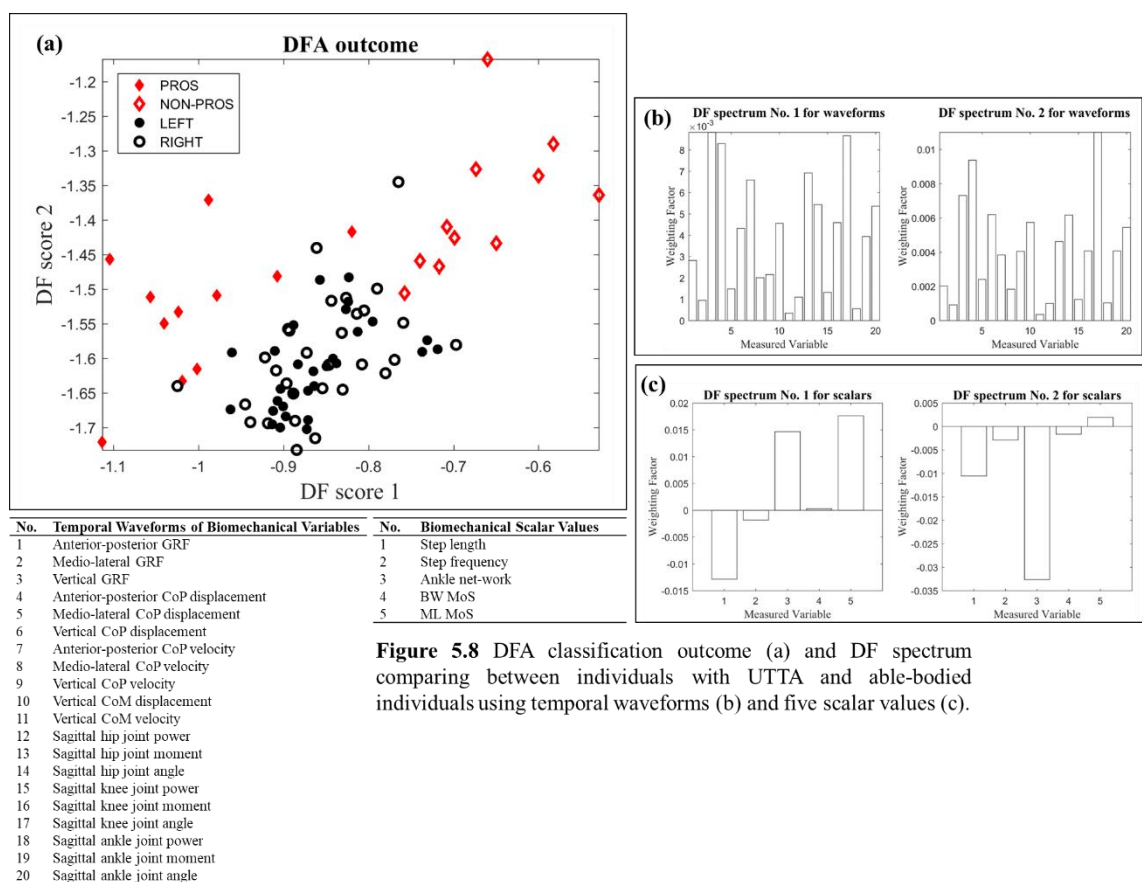 (a)
DFA outcome
PROS
NON-PROS
LEFT
RIGHT
-1.2
-1.25
-1.3
-1.35
-1.4
-1.45
-1.5
-1.55
-1.6
-1.65
-1.7
DF score 2
-1.1 -1 -0.9 -0.8 -0.7 -0.6
DF score 1
(b)
DF spectrum No. 1 for waveforms
× 10-3
8
7
6
5
4
3
2
1
0
Weighting Factor
5 10 15 20
Measured Variable
DF spectrum No. 2 for waveforms
0.01
0.008
0.006
0.004
0.002
0
Weighting Factor
5 10 15 20
Measured Variable
(c)
DF spectrum No. 1 for scalars
0.02
0.015
0.01
0.005
0
-0.005
-0.01
-0.015
Weighting Factor
1 2 3 4 5
Measured Variable
DF spectrum No. 2 for scalars
0.005
0
-0.005
-0.01
-0.015
-0.02
-0.025
-0.03
-0.035
Weighting Factor
1 2 3 4 5
Measured Variable
No. Temporal Waveforms of Biomechanical Variables
1 Anterior-posterior GRF
2 Medio-lateral GRF
3 Vertical GRF
4 Anterior-posterior CoP displacement
5 Medio-lateral CoP displacement
6 Vertical CoP displacement
7 Anterior-posterior CoP velocity
8 Medio-lateral CoP velocity
9 Vertical CoP velocity
10 Vertical CoM displacement
11 Vertical CoM velocity
12 Sagittal hip joint power
13 Sagittal hip joint moment
14 Sagittal hip joint angle
15 Sagittal knee joint power
16 Sagittal knee joint moment
17 Sagittal knee joint angle
18 Sagittal ankle joint power
19 Sagittal ankle joint moment
20 Sagittal ankle joint angle
No. Biomechanical Scalar Values
1 Step length
2 Step frequency
3 Ankle net-work
4 BW MoS
5 ML MoS
Figure 5.8 DFA classification outcome (a) and DF spectrum
comparing between individuals with UTTA and able-bodied
individuals using temporal waveforms (b) and five scalar values (c).